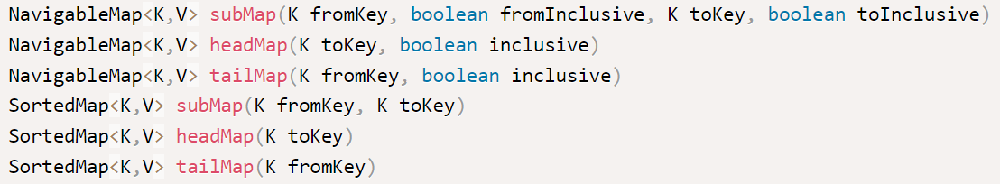 NavigableMap<K,V> subMap(K fromKey, boolean fromInclusive, K toKey, boolean toInclusive)
NavigableMap<K,V> headMap(K toKey, boolean inclusive)
NavigableMap<K,V> tailMap(K fromKey, boolean inclusive)
SortedMap<K,V> subMap(K fromKey, K toKey)
SortedMap<K,V> headMap(K toKey)
SortedMap<K,V> tailMap(K fromKey)